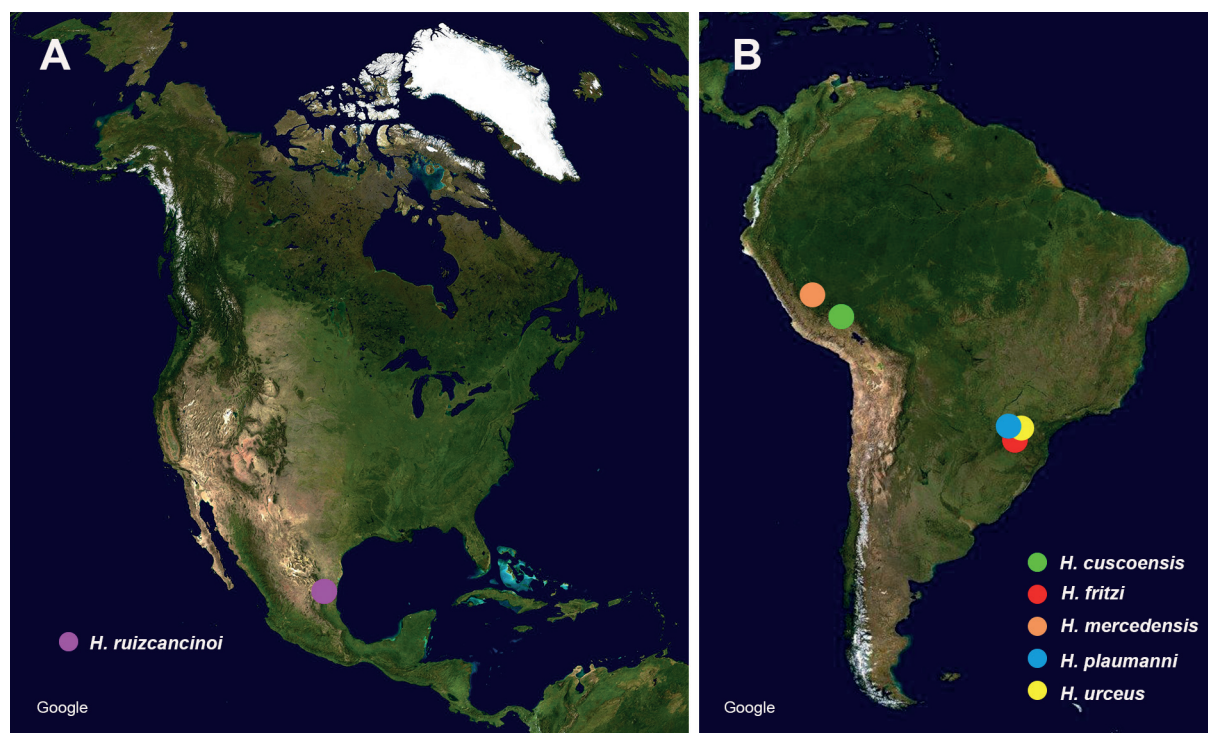 A
H. ruizcancinoi
Google
B
H. cuscoensis
H. fritzi
H. mercedensis
H. plaumanni
H. urceus
Google